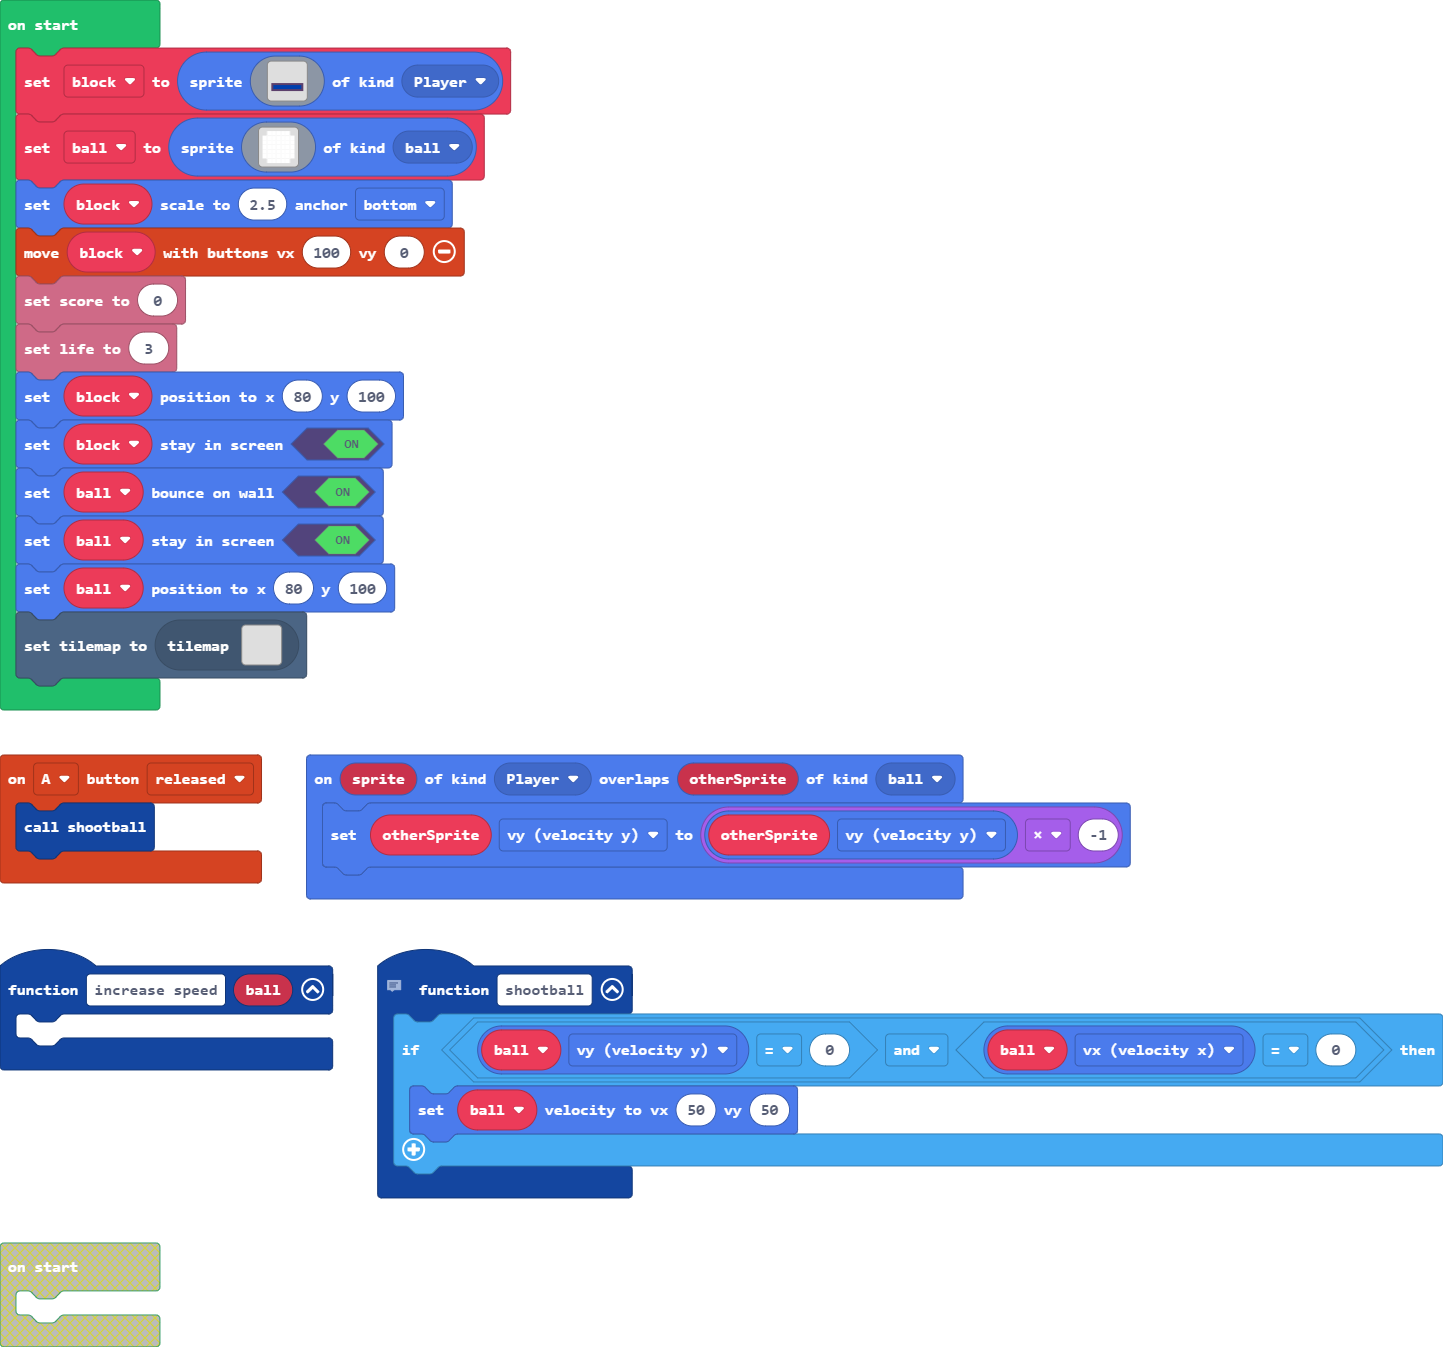 on start
set block to sprite of kind Player
set ball to sprite of kind ball
set block scale to 2.5 anchor bottom
move block with buttons vx 100 vy 0
set score to 0
set life to 3
set block position to x 80 y 100
set block stay in screen ON
set ball bounce on wall ON
set ball stay in screen ON
set ball position to x 80 y 100
set tilemap to tilemap
on A button released
call shootball
on sprite of kind Player overlaps otherSprite of kind ball
set otherSprite vy (velocity y) to otherSprite vy (velocity y) × -1
function increase speed ball
function shootball
if ball vy (velocity y) = 0 and ball vx (velocity x) = 0 then
set ball velocity to vx 50 vy 50
on start